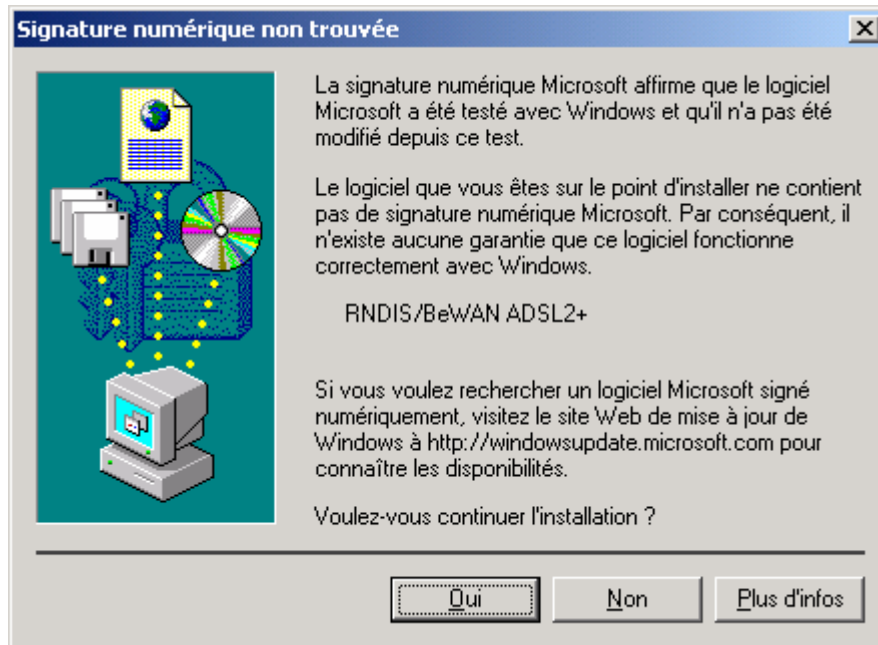 Signature numérique non trouvée
La signature numérique Microsoft affirme que le logiciel
Microsoft a été testé avec Windows et qu'il n'a pas été
modifié depuis ce test.
Le logiciel que vous êtes sur le point d'installer ne contient
pas de signature numérique Microsoft. Par conséquent, il
n'existe aucune garantie que ce logiciel fonctionne
correctement avec Windows.
RNDIS/BeWAN ADSL2+
Si vous voulez rechercher un logiciel Microsoft signé
numériquement, visitez le site Web de mise à jour de
Windows à http://windowsupdate.microsoft.com pour
connaître les disponibilités.
Voulez-vous continuer l'installation ?
Oui Non Plus d'infos